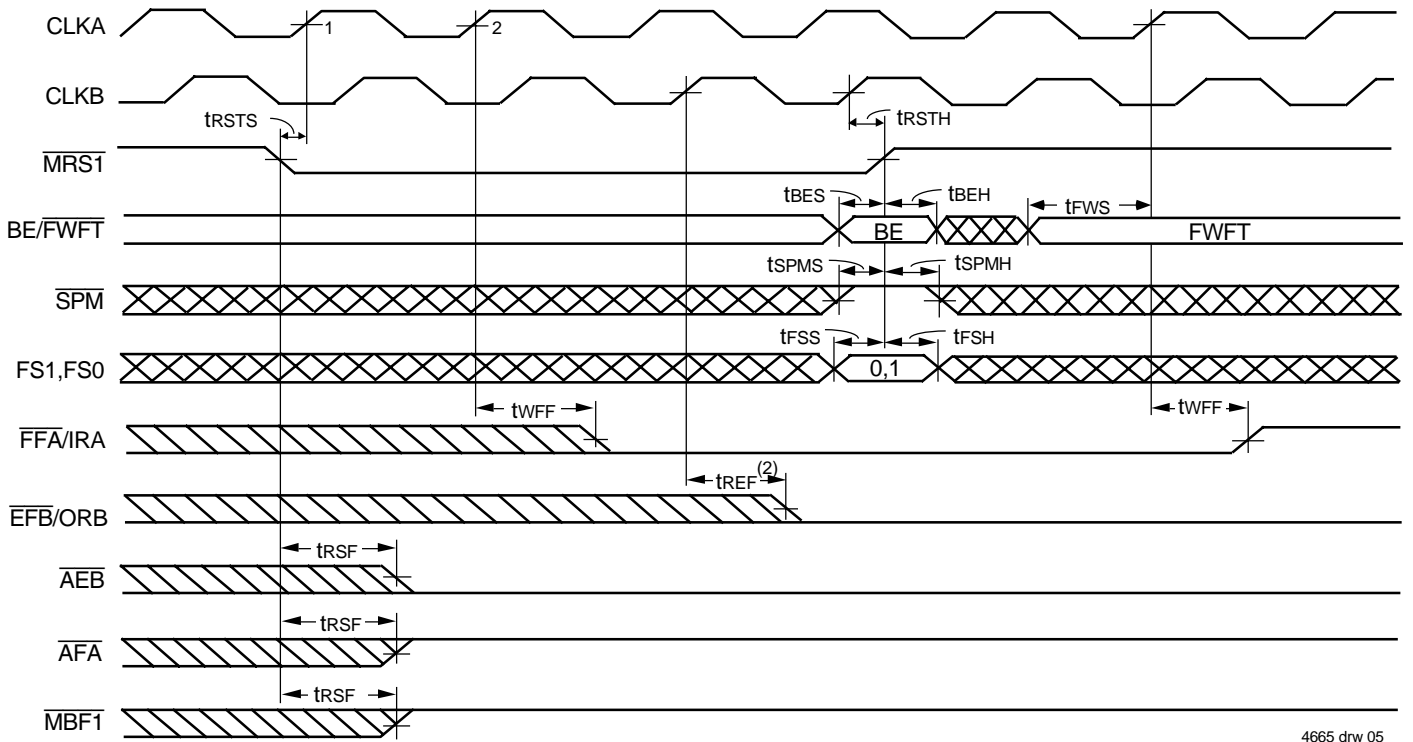 CLKA 1 2
CLKB
tRSTS tRSTH
MRS1
tBES tBEH tFWS
BE/FWFT BE FWFT
tSPMS tSPMH
SPM
tFSS tFSH
FS1,FS0 0,1
tWFF tWFF
FFA/IRA
tREF(2)
EFB/ORB
tRSF
AEB
tRSF
AFA
tRSF
MBF1
4665 drw 05